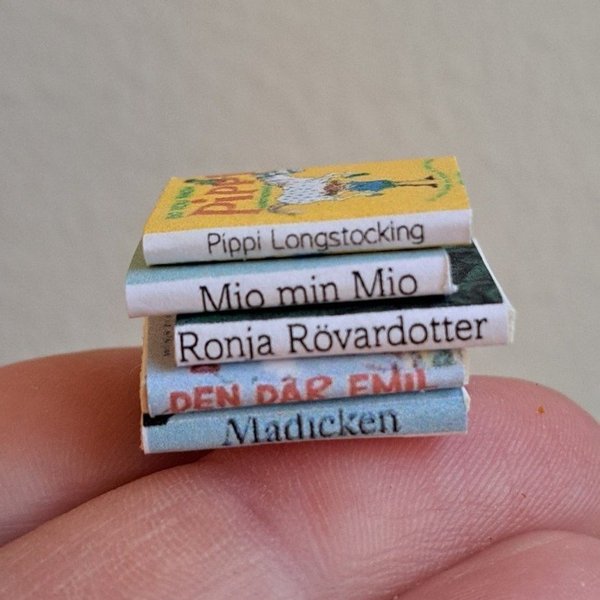 Pippi
Pippi Longstocking
Mio min Mio
Ronja Rövardotter
DEN DÄR EMIL
Madicken